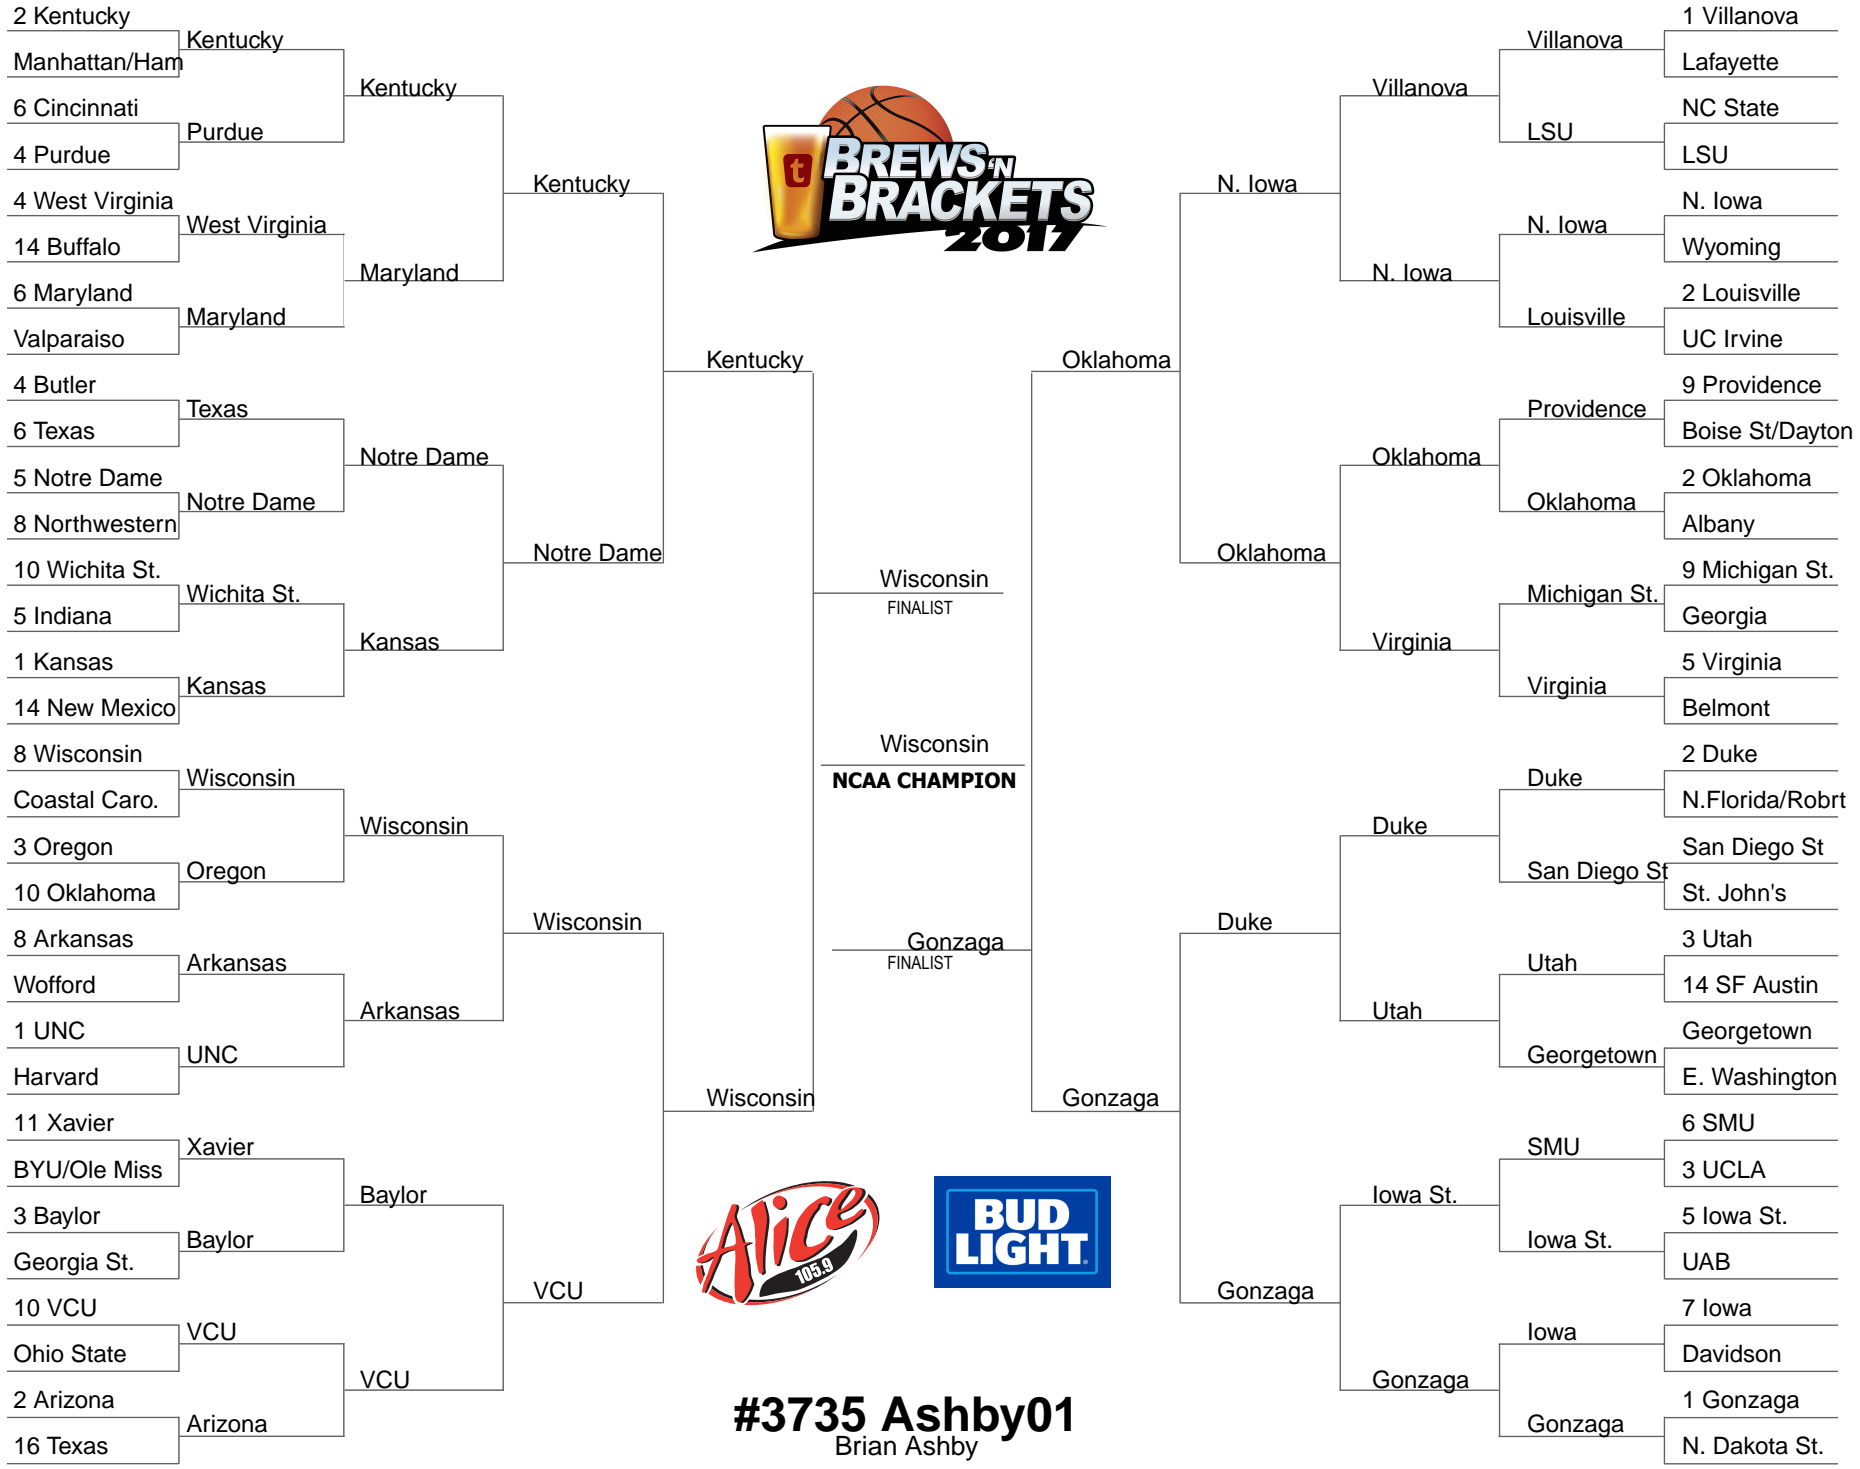 2 Kentucky
Manhattan/Ham
6 Cincinnati
4 Purdue
4 West Virginia
14 Buffalo
6 Maryland
Valparaiso
4 Butler
6 Texas
5 Notre Dame
8 Northwestern
10 Wichita St.
5 Indiana
1 Kansas
14 New Mexico
8 Wisconsin
Coastal Caro.
3 Oregon
10 Oklahoma
8 Arkansas
Wofford
1 UNC
Harvard
11 Xavier
BYU/Ole Miss
3 Baylor
Georgia St.
10 VCU
Ohio State
2 Arizona
16 Texas
Kentucky
Purdue
West Virginia
Maryland
Texas
Notre Dame
Wichita St.
Kansas
Wisconsin
Oregon
Arkansas
UNC
Xavier
Baylor
VCU
Arizona
Kentucky
Maryland
Notre Dame
Kansas
Wisconsin
Arkansas
Baylor
VCU
Kentucky
Notre Dame
Wisconsin
VCU
Kentucky
Wisconsin
t
BREWS 'N
BRACKETS
2017
Wisconsin
FINALIST
Wisconsin
NCAA CHAMPION
Gonzaga
FINALIST
Alice
105.9
BUD
LIGHT
#3735 Ashby01
Brian Ashby
Oklahoma
Gonzaga
N. Iowa
Oklahoma
Duke
Gonzaga
Villanova
N. Iowa
Oklahoma
Virginia
Duke
Utah
Iowa St.
Gonzaga
Villanova
LSU
N. Iowa
Louisville
Providence
Oklahoma
Michigan St.
Virginia
Duke
San Diego St
Utah
Georgetown
SMU
Iowa St.
Iowa
Gonzaga
1 Villanova
Lafayette
NC State
LSU
N. Iowa
Wyoming
2 Louisville
UC Irvine
9 Providence
Boise St/Dayton
2 Oklahoma
Albany
9 Michigan St.
Georgia
5 Virginia
Belmont
2 Duke
N.Florida/Robrt
San Diego St
St. John's
3 Utah
14 SF Austin
Georgetown
E. Washington
6 SMU
3 UCLA
5 Iowa St.
UAB
7 Iowa
Davidson
1 Gonzaga
N. Dakota St.